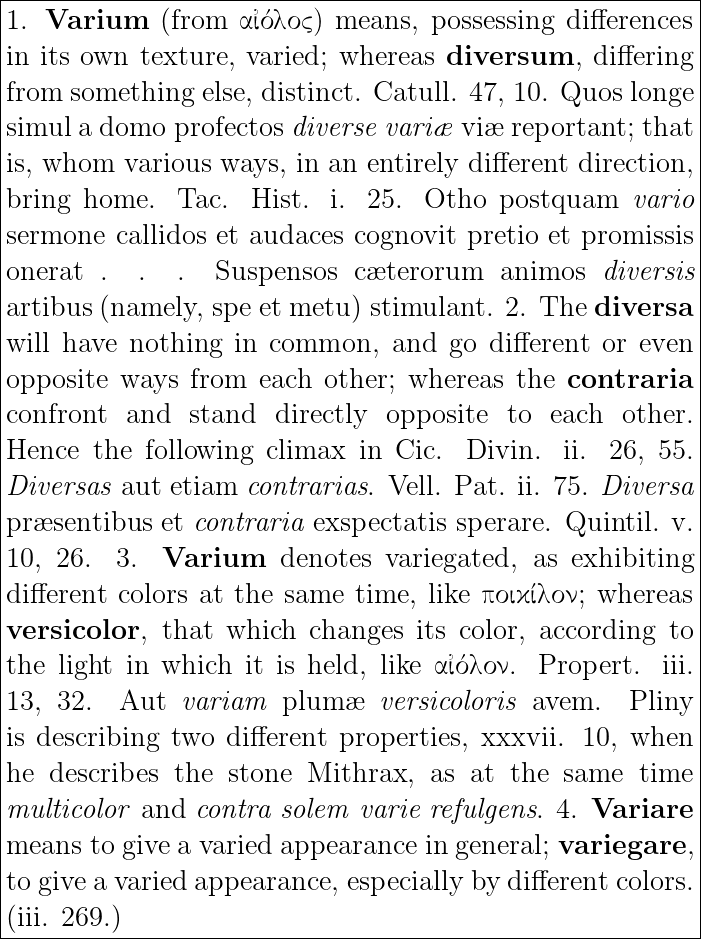 1. Varium (from αἰόλος) means, possessing differences
in its own texture, varied; whereas diversum, differing
from something else, distinct. Catull. 47, 10. Quos longe
simul a domo profectos diverse variæ viæ reportant; that
is, whom various ways, in an entirely different direction,
bring home. Tac. Hist. i. 25. Otho postquam vario
sermone callidos et audaces cognovit pretio et promissis
onerat . . . Suspensos cæterorum animos diversis
artibus (namely, spe et metu) stimulant. 2. The diversa
will have nothing in common, and go different or even
opposite ways from each other; whereas the contraria
confront and stand directly opposite to each other.
Hence the following climax in Cic. Divin. ii. 26, 55.
Diversas aut etiam contrarias. Vell. Pat. ii. 75. Diversa
præsentibus et contraria exspectatis sperare. Quintil. v.
10, 26. 3. Varium denotes variegated, as exhibiting
different colors at the same time, like ποικίλον; whereas
versicolor, that which changes its color, according to
the light in which it is held, like αἰόλον. Propert. iii.
13, 32. Aut variam plumæ versicoloris avem. Pliny
is describing two different properties, xxxvii. 10, when
he describes the stone Mithrax, as at the same time
multicolor and contra solem varie refulgens. 4. Variare
means to give a varied appearance in general; variegare,
to give a varied appearance, especially by different colors.
(iii. 269.)